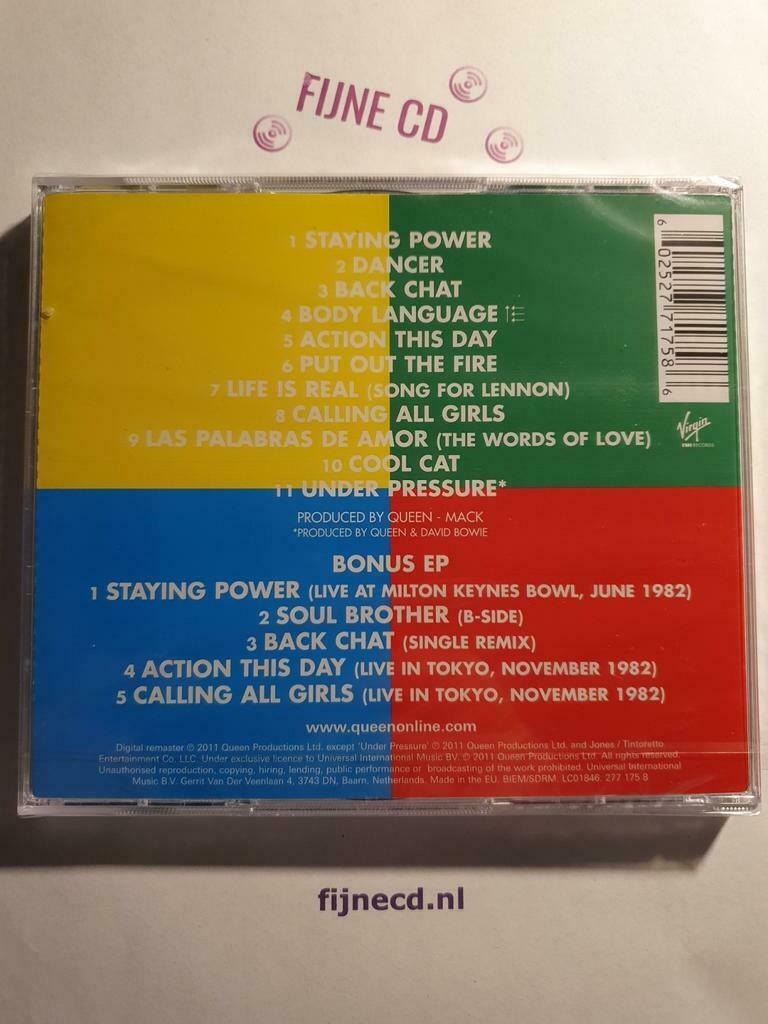 FIJNE CD
1 STAYING POWER
2 DANCER
3 BACK CHAT
4 BODY LANGUAGE
5 ACTION THIS DAY
6 PUT OUT THE FIRE
7 LIFE IS REAL (SONG FOR LENNON)
8 CALLING ALL GIRLS
9 LAS PALABRAS DE AMOR (THE WORDS OF LOVE)
10 COOL CAT
11 UNDER PRESSURE*
6 02527 71758 6
Virgin
EMI RECORDS
PRODUCED BY QUEEN - MACK
*PRODUCED BY QUEEN & DAVID BOWIE
BONUS EP
1 STAYING POWER (LIVE AT MILTON KEYNES BOWL, JUNE 1982)
2 SOUL BROTHER (B-SIDE)
3 BACK CHAT (SINGLE REMIX)
4 ACTION THIS DAY (LIVE IN TOKYO, NOVEMBER 1982)
5 CALLING ALL GIRLS (LIVE IN TOKYO, NOVEMBER 1982)
www.queenonline.com
Digital remaster ℗ 2011 Queen Productions Ltd. except 'Under Pressure' ℗ 2011 Queen Productions Ltd. and Jones / Tintoretto
Entertainment Co. LLC. Under exclusive licence to Universal International Music BV. © 2011 Queen Productions Ltd. All rights reserved.
Unauthorised reproduction, copying, hiring, lending, public performance or broadcasting of the work prohibited. Universal International
Music B.V. Gerrit Van Der Veenlaan 4, 3743 DN, Baarn, Netherlands. Made in the EU. BIEM/SDRM. LC01846. 277 175 8
fijnecd.nl